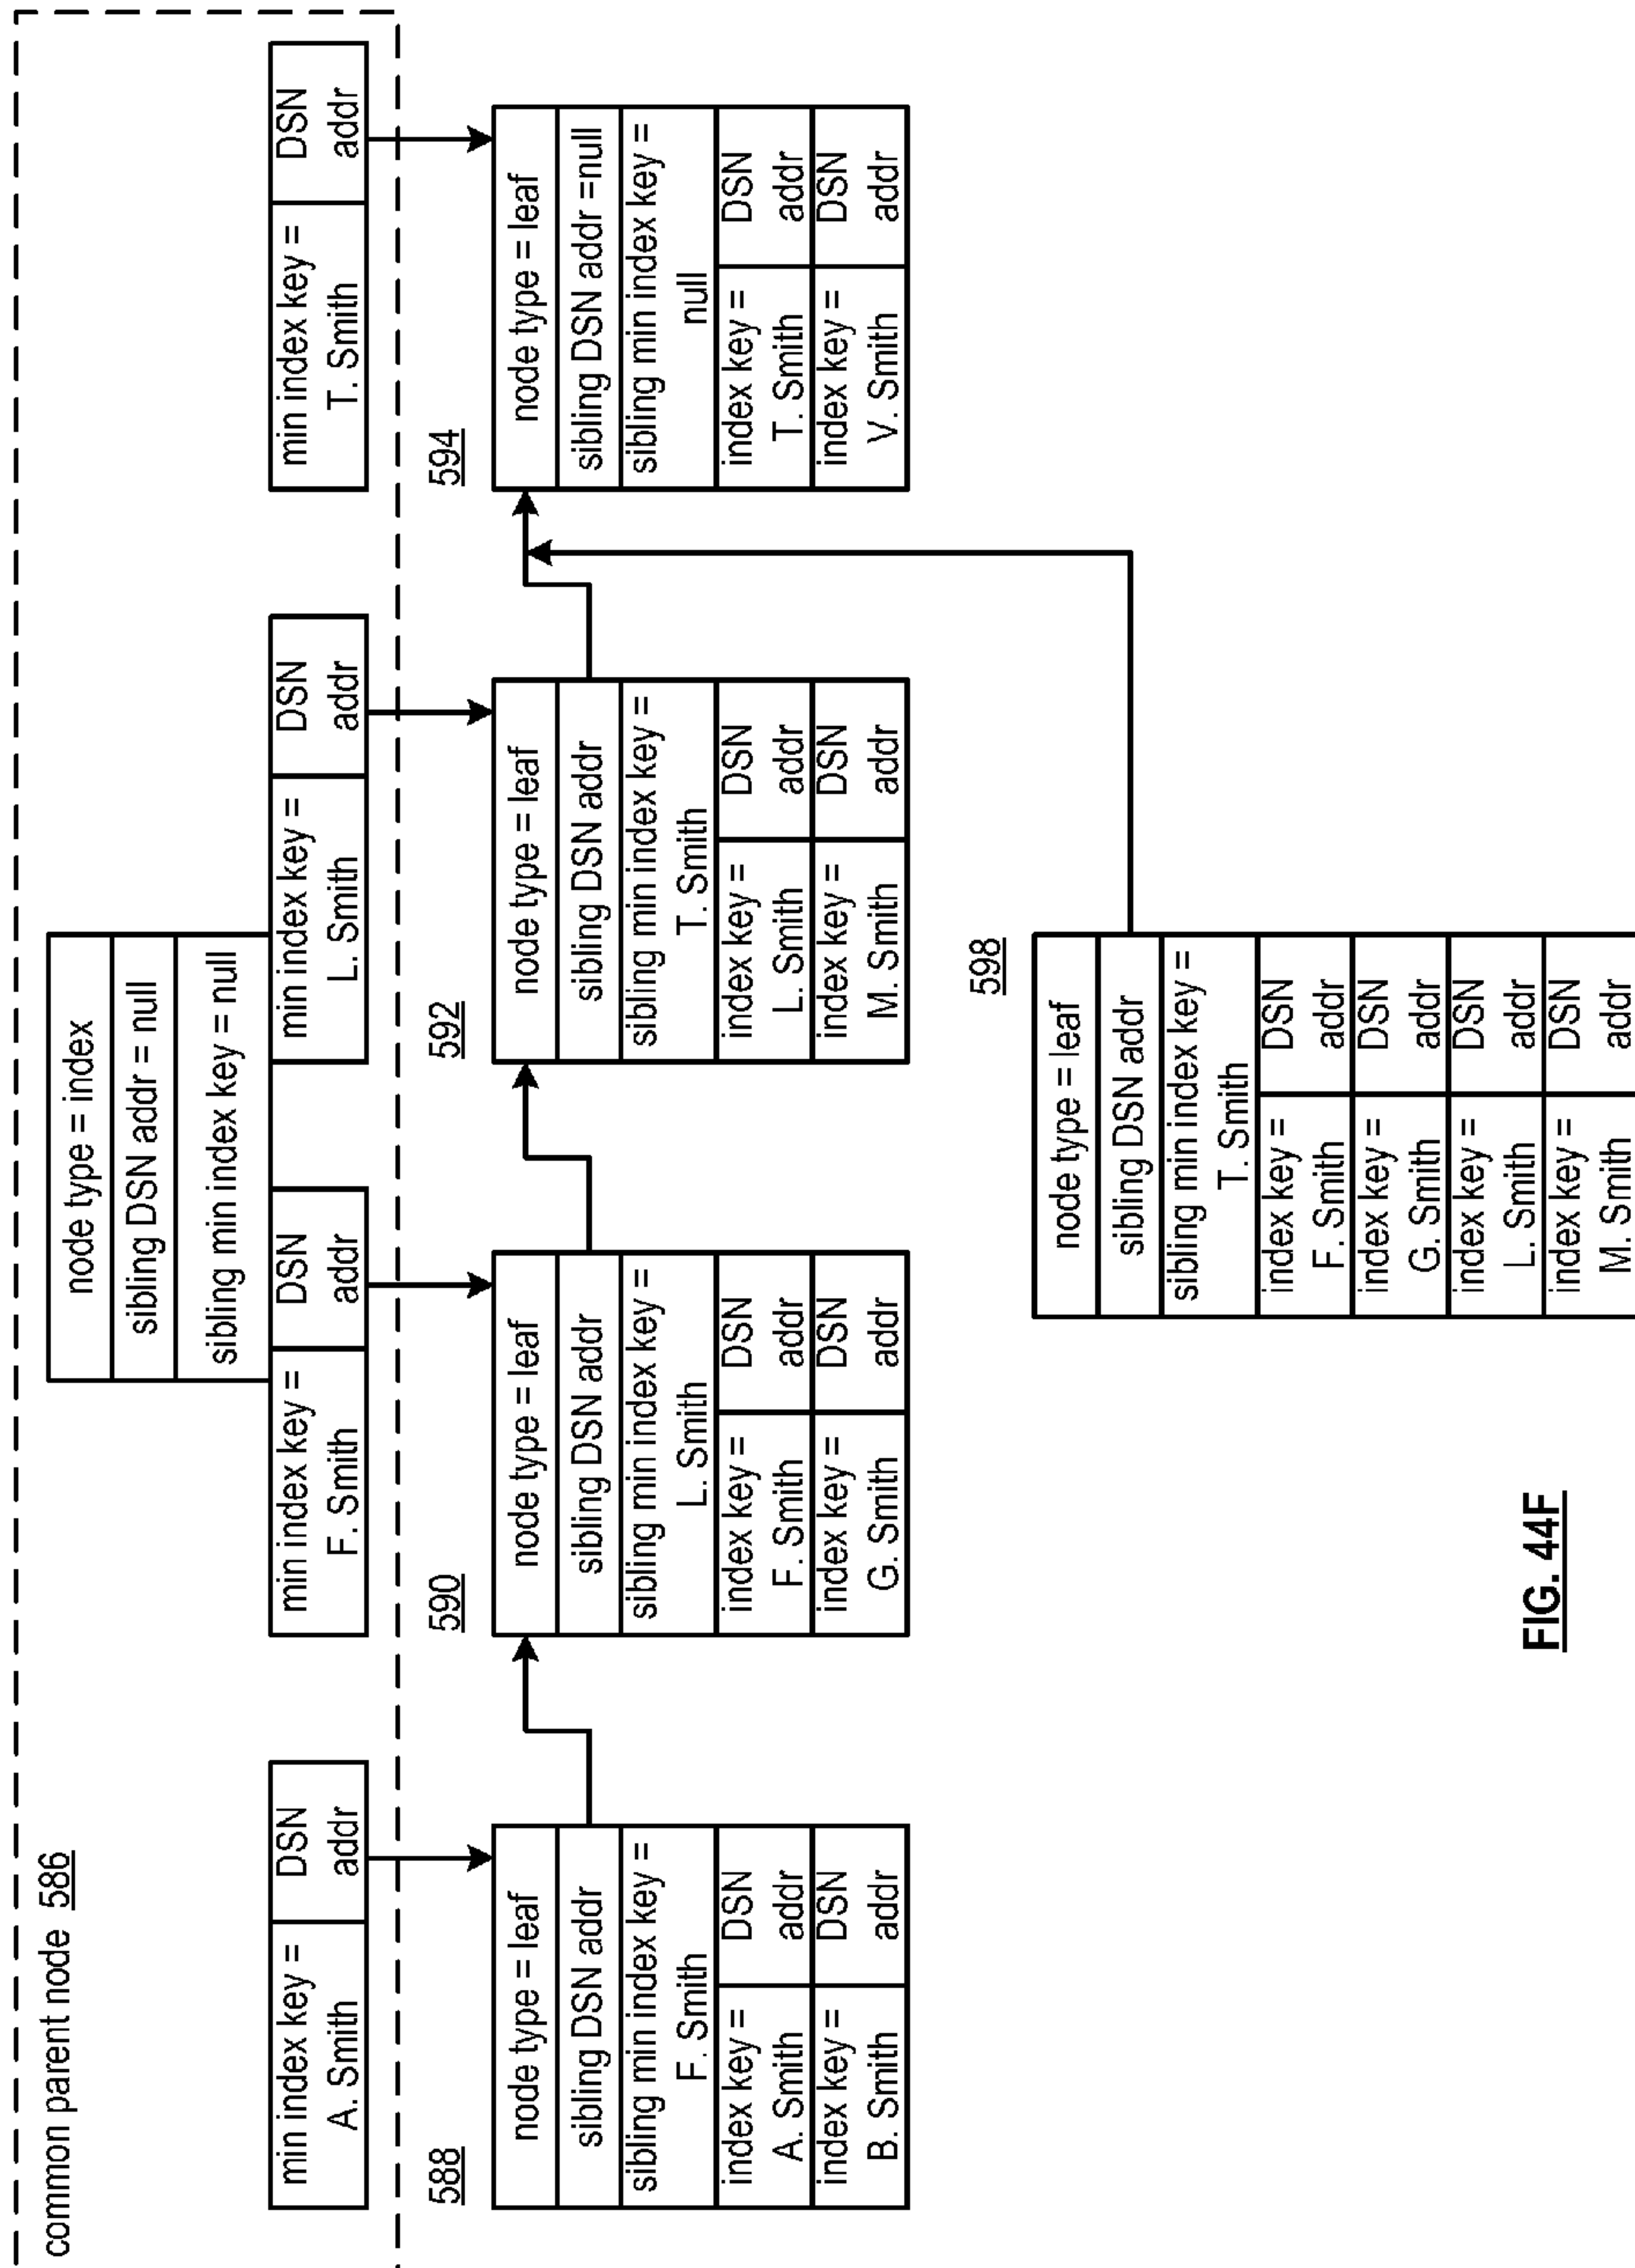 common parent node 586
node type = index
sibling DSN addr = null
sibling min index key = null
min index key =
A. Smith
DSN
addr
min index key =
F. Smith
DSN
addr
min index key =
L. Smith
DSN
addr
min index key =
T. Smith
DSN
addr
588
node type = leaf
sibling DSN addr
sibling min index key =
F. Smith
index key =
A. Smith
DSN
addr
index key =
B. Smith
DSN
addr
590
node type = leaf
sibling DSN addr
sibling min index key =
L. Smith
index key =
F. Smith
DSN
addr
index key =
G. Smith
DSN
addr
592
node type = leaf
sibling DSN addr
sibling min index key =
T. Smith
index key =
L. Smith
DSN
addr
index key =
M. Smith
DSN
addr
594
node type = leaf
sibling DSN addr =null
sibling min index key =
null
index key =
T. Smith
DSN
addr
index key =
V. Smith
DSN
addr
598
node type = leaf
sibling DSN addr
sibling min index key =
T. Smith
index key =
F. Smith
DSN
addr
index key =
G. Smith
DSN
addr
index key =
L. Smith
DSN
addr
index key =
M. Smith
DSN
addr
FIG. 44F